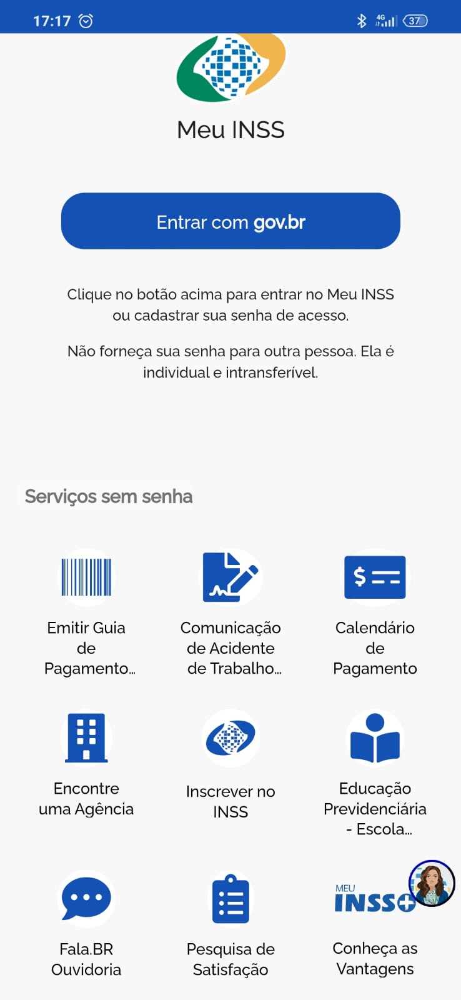 17:17
4G
37
Meu INSS
Entrar com gov.br
Clique no botão acima para entrar no Meu INSS
ou cadastrar sua senha de acesso.
Não forneça sua senha para outra pessoa. Ela é
individual e intransferível.
Serviços sem senha
Emitir Guia
de
Pagamento...
Comunicação
de Acidente
de Trabalho...
Calendário
de
Pagamento
Encontre
uma Agência
Inscrever no
INSS
Educação
Previdenciária
- Escola...
MEU
INSS+
Fala.BR
Ouvidoria
Pesquisa de
Satisfação
Conheça as
Vantagens